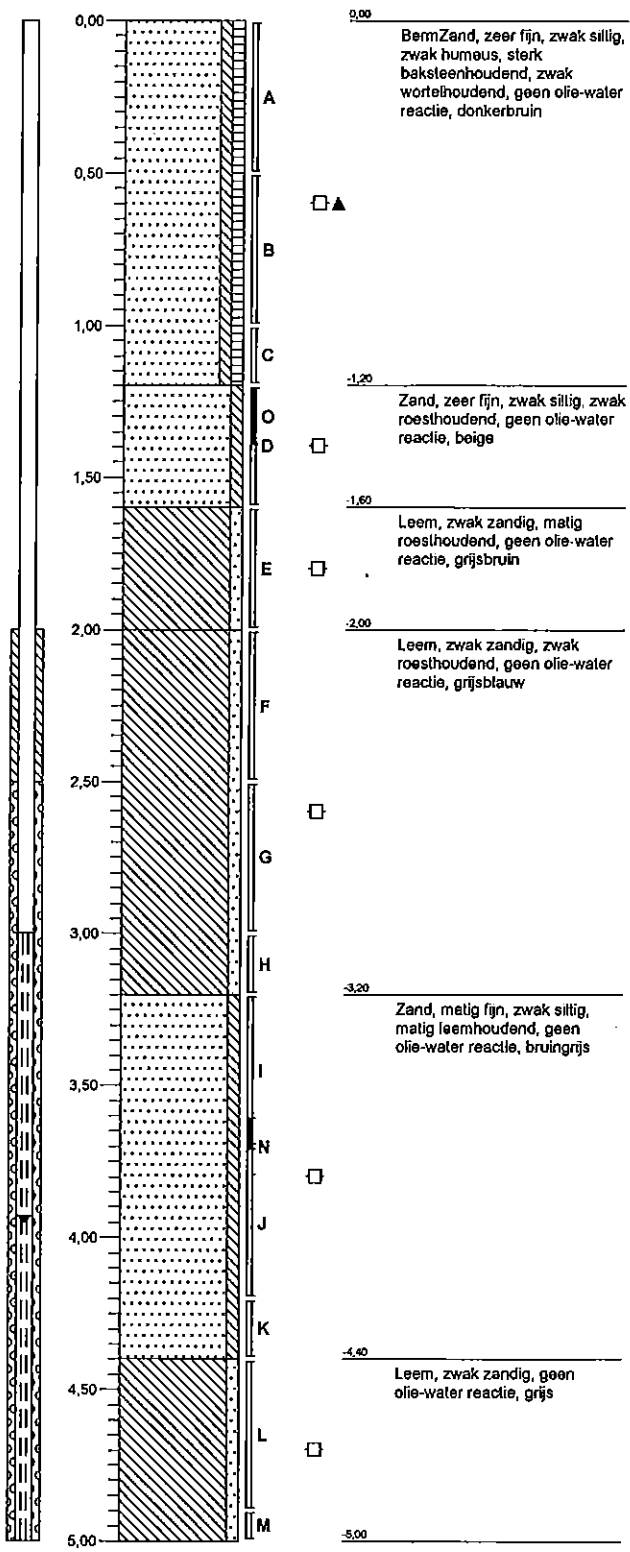 0,00
0,50
1,00
1,50
2,00
2,50
3,00
3,50
4,00
4,50
5,00
A
B
C
O
D
E
F
G
H
I
N
J
K
L
M
0,00
BermZand, zeer fijn, zwak siltig,
zwak humeus, sterk
baksteenhoudend, zwak
wortelhoudend, geen olie-water
reactie, donkerbruin
-1,20
Zand, zeer fijn, zwak siltig, zwak
roesthoudend, geen olie-water
reactie, beige
-1,60
Leem, zwak zandig, matig
roesthoudend, geen olie-water
reactie, grijsbruin
-2,00
Leem, zwak zandig, zwak
roesthoudend, geen olie-water
reactie, grijsblauw
-3,20
Zand, matig fijn, zwak siltig,
matig leemhoudend, geen
olie-water reactie, bruingrijs
-4,40
Leem, zwak zandig, geen
olie-water reactie, grijs
-5,00